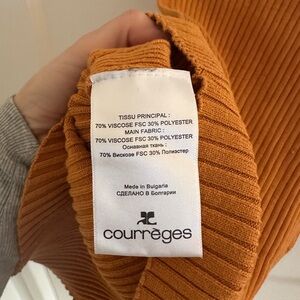 TISSU PRINCIPAL :
70% VISCOSE FSC 30% POLYESTER
MAIN FABRIC :
70% VISCOSE FSC 30% POLYESTER
Основная ткань :
70% Вискозе FSC 30% Полиэстер
Made in Bulgaria
СДЕЛАНО В Болгарии
courrèges